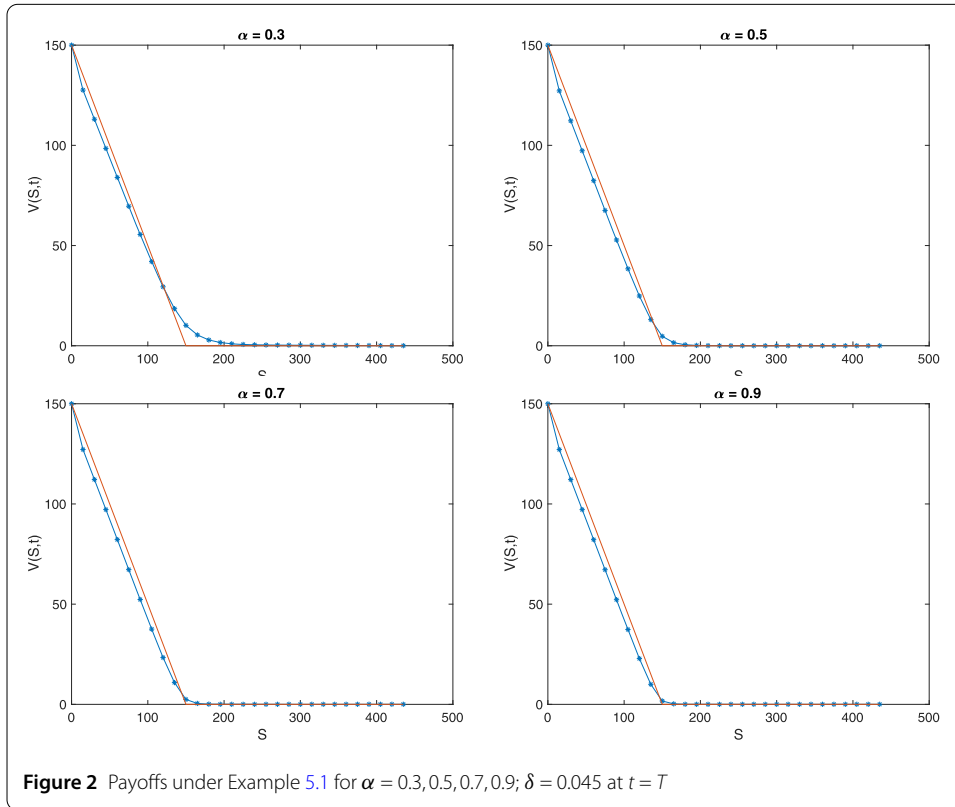 α = 0.3
150
100
50
0
V(S,t)
0 100 200 300 400 500
S
α = 0.5
150
100
50
0
V(S,t)
0 100 200 300 400 500
S
α = 0.7
150
100
50
0
V(S,t)
0 100 200 300 400 500
S
α = 0.9
150
100
50
0
V(S,t)
0 100 200 300 400 500
S
Figure 2 Payoffs under Example 5.1 for α = 0.3, 0.5, 0.7, 0.9; δ = 0.045 at t = T